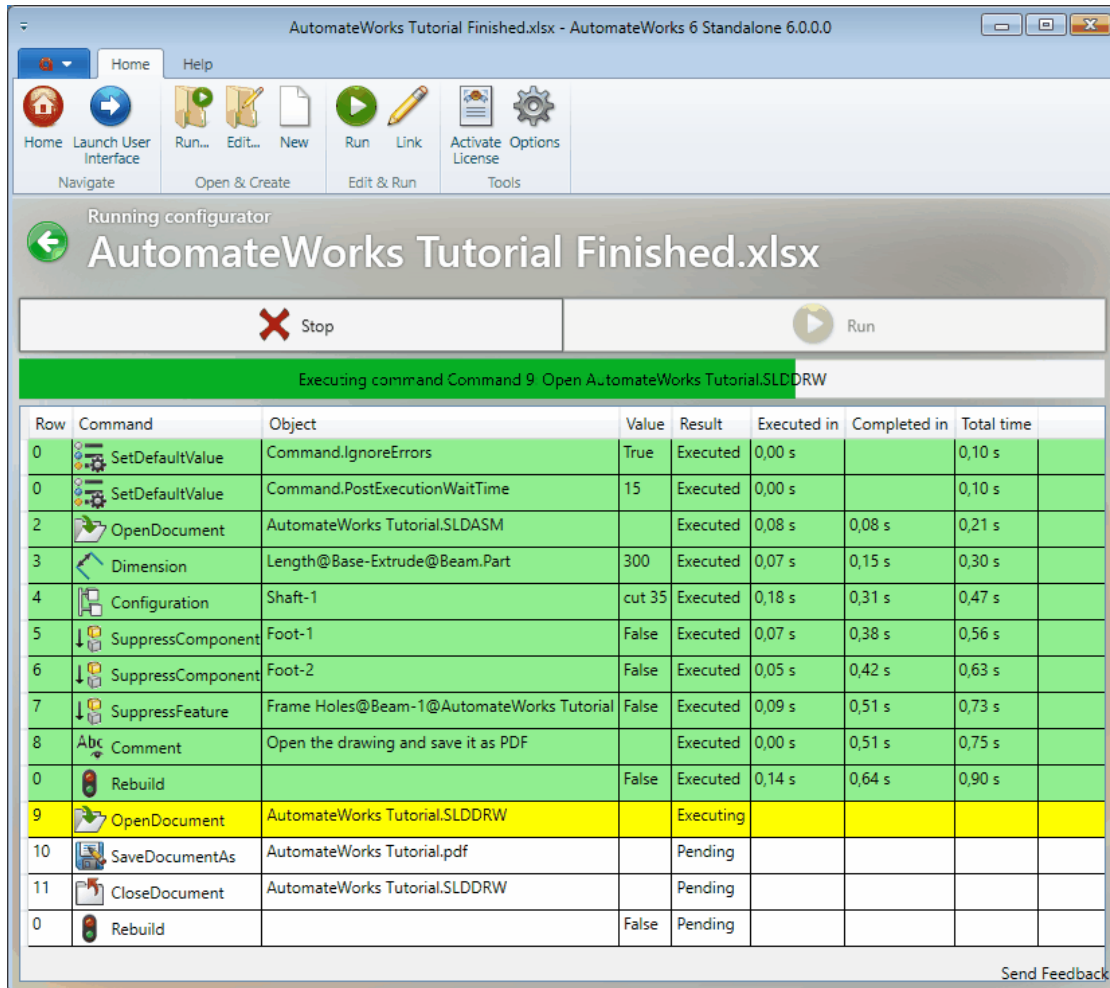 AutomateWorks Tutorial Finished.xlsx - AutomateWorks 6 Standalone 6.0.0.0
Home Help
Home Launch User Interface Run... Edit... New Run Link Activate License Options
Navigate Open & Create Edit & Run Tools
Running configurator
AutomateWorks Tutorial Finished.xlsx
Stop Run
Executing command Command 9: Open AutomateWorks Tutorial.SLDDRW
Row Command Object Value Result Executed in Completed in Total time
0 SetDefaultValue Command.IgnoreErrors True Executed 0,00 s 0,10 s
0 SetDefaultValue Command.PostExecutionWaitTime 15 Executed 0,00 s 0,10 s
2 OpenDocument AutomateWorks Tutorial.SLDASM Executed 0,08 s 0,08 s 0,21 s
3 Dimension Length@Base-Extrude@Beam.Part 300 Executed 0,07 s 0,15 s 0,30 s
4 Configuration Shaft-1 cut 35 Executed 0,18 s 0,31 s 0,47 s
5 SuppressComponent Foot-1 False Executed 0,07 s 0,38 s 0,56 s
6 SuppressComponent Foot-2 False Executed 0,05 s 0,42 s 0,63 s
7 SuppressFeature Frame Holes@Beam-1@AutomateWorks Tutorial False Executed 0,09 s 0,51 s 0,73 s
8 Abc Comment Open the drawing and save it as PDF Executed 0,00 s 0,51 s 0,75 s
0 Rebuild False Executed 0,14 s 0,64 s 0,90 s
9 OpenDocument AutomateWorks Tutorial.SLDDRW Executing
10 SaveDocumentAs AutomateWorks Tutorial.pdf Pending
11 CloseDocument AutomateWorks Tutorial.SLDDRW Pending
0 Rebuild False Pending
Send Feedback